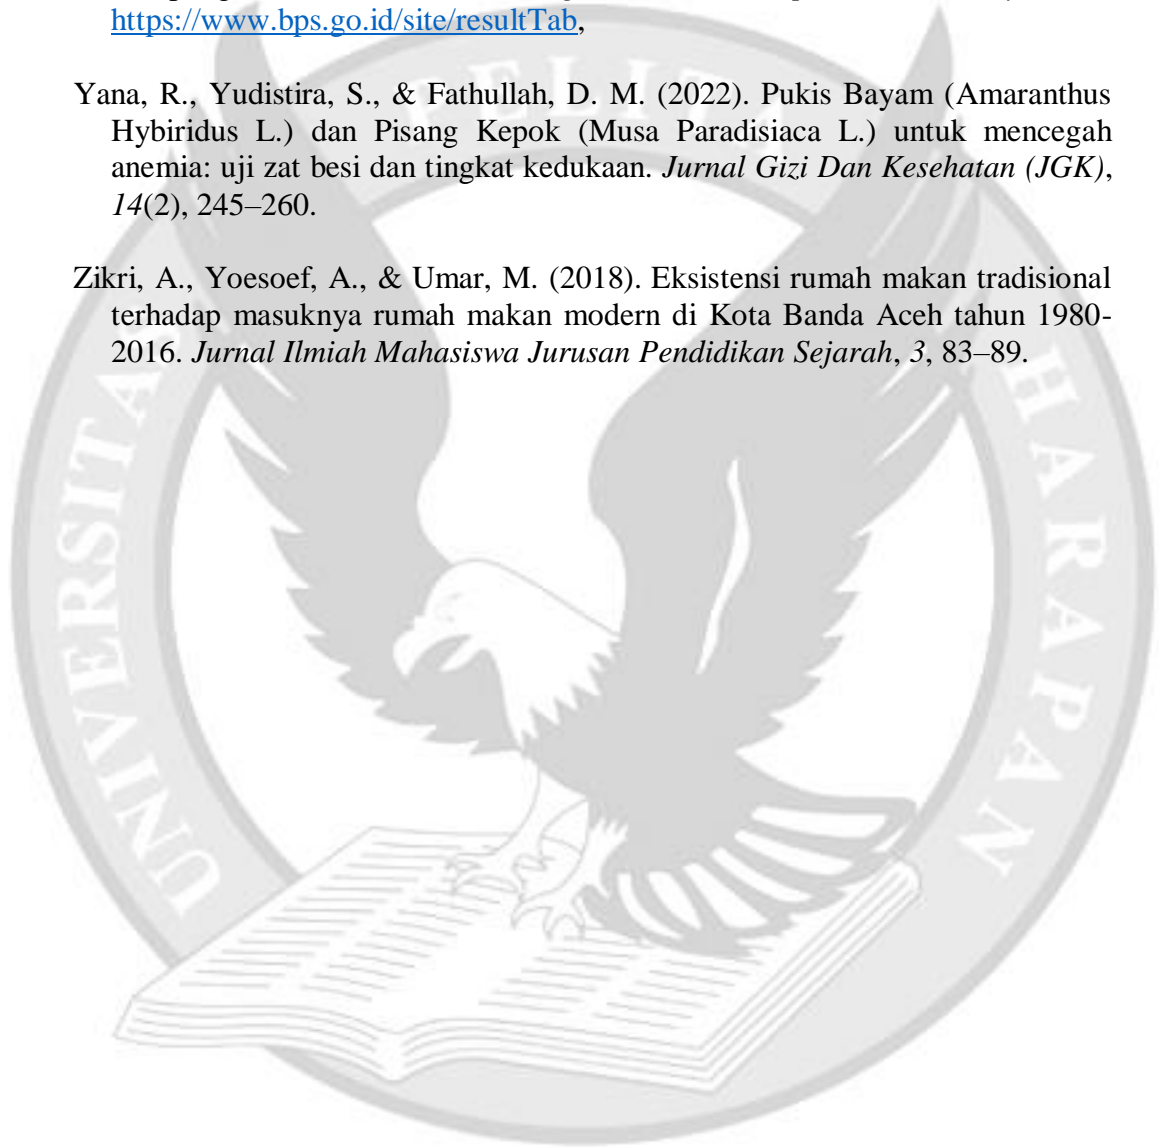 https://www.bps.go.id/site/resultTab,
Yana, R., Yudistira, S., & Fathullah, D. M. (2022). Pukis Bayam (Amaranthus
Hybiridus L.) dan Pisang Kepok (Musa Paradisiaca L.) untuk mencegah
anemia: uji zat besi dan tingkat kedukaan. Jurnal Gizi Dan Kesehatan (JGK),
14(2), 245–260.
Zikri, A., Yoesoef, A., & Umar, M. (2018). Eksistensi rumah makan tradisional
terhadap masuknya rumah makan modern di Kota Banda Aceh tahun 1980-
2016. Jurnal Ilmiah Mahasiswa Jurusan Pendidikan Sejarah, 3, 83–89.
UNIVERSITAS PELITA HARAPAN